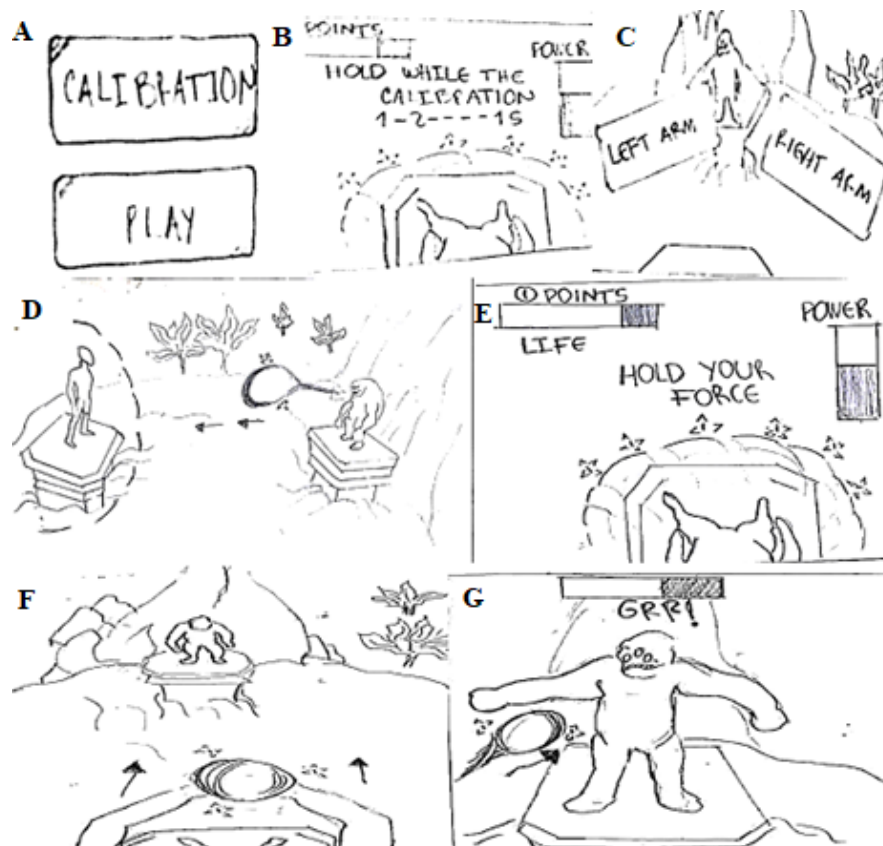 A
CALIBRATION
PLAY
B
POINTS
POWER
HOLD WHILE THE
CALIBRATION
1-2----15
C
LEFT ARM
RIGHT ARM
D
E
① POINTS
LIFE
POWER
HOLD YOUR
FORCE
F
G
GRR!